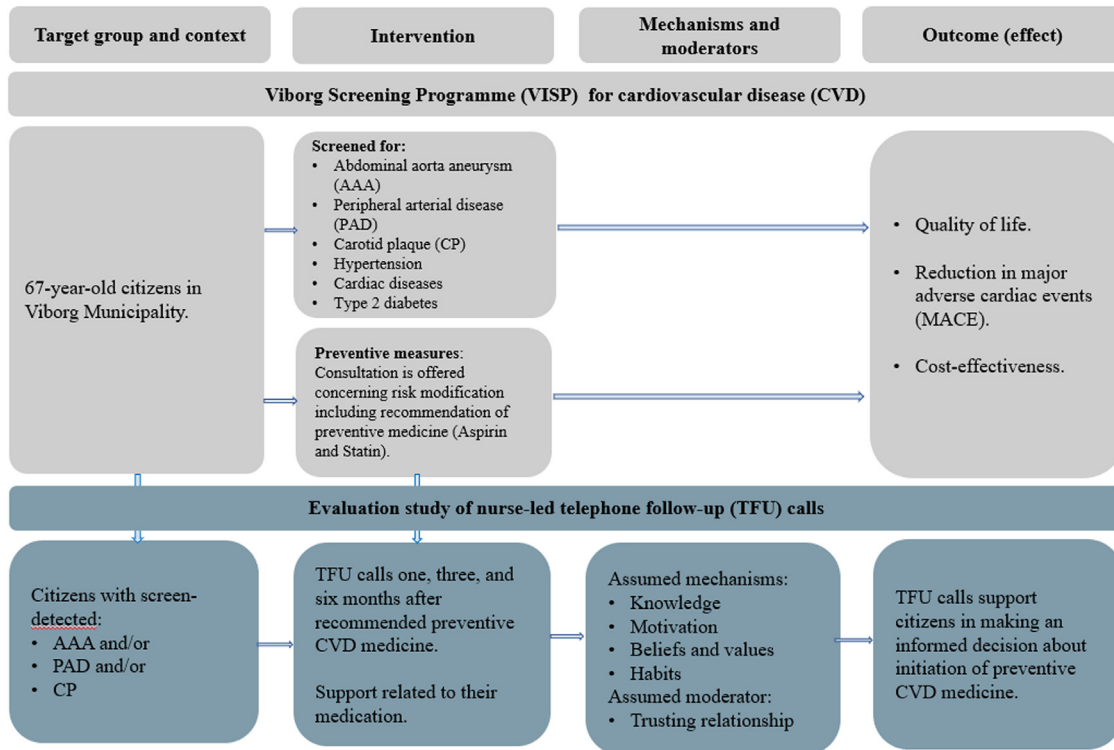 Target group and context
Intervention
Mechanisms and
moderators
Outcome (effect)
Viborg Screening Programme (VISP) for cardiovascular disease (CVD)
67-year-old citizens in
Viborg Municipality.
Screened for:
• Abdominal aorta aneurysm
(AAA)
• Peripheral arterial disease
(PAD)
• Carotid plaque (CP)
• Hypertension
• Cardiac diseases
• Type 2 diabetes
Preventive measures:
Consultation is offered
concerning risk modification
including recommendation of
preventive medicine (Aspirin
and Statin).
• Quality of life.
• Reduction in major
adverse cardiac events
(MACE).
• Cost-effectiveness.
Evaluation study of nurse-led telephone follow-up (TFU) calls
Citizens with screen-
detected:
• AAA and/or
• PAD and/or
• CP
TFU calls one, three, and
six months after
recommended preventive
CVD medicine.
Support related to their
medication.
Assumed mechanisms:
• Knowledge
• Motivation
• Beliefs and values
• Habits
Assumed moderator:
• Trusting relationship
TFU calls support
citizens in making an
informed decision about
initiation of preventive
CVD medicine.